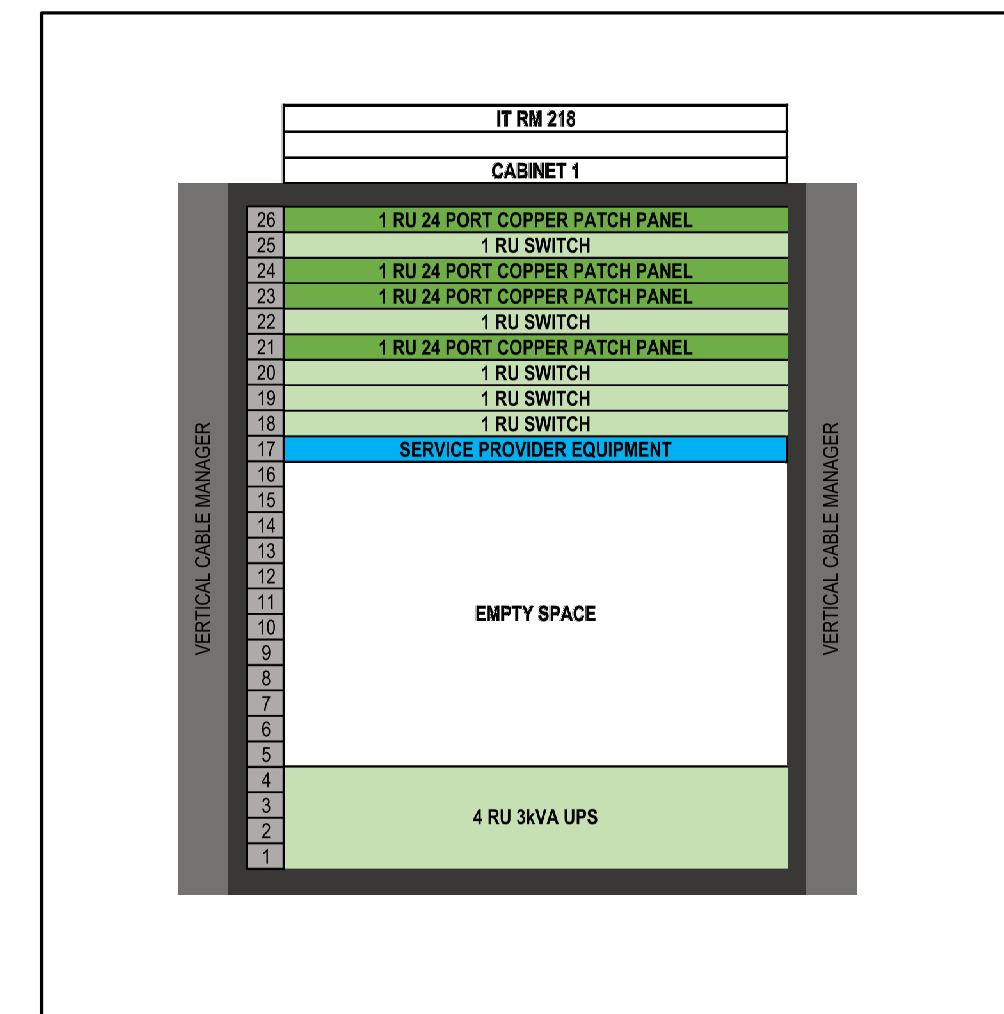 IT RM 218
CABINET 1
26 1 RU 24 PORT COPPER PATCH PANEL
25 1 RU SWITCH
24 1 RU 24 PORT COPPER PATCH PANEL
23 1 RU 24 PORT COPPER PATCH PANEL
22 1 RU SWITCH
21 1 RU 24 PORT COPPER PATCH PANEL
20 1 RU SWITCH
19 1 RU SWITCH
18 1 RU SWITCH
17 SERVICE PROVIDER EQUIPMENT
16
15
14
13
12
11
EMPTY SPACE
10
9
8
7
6
5
4
3
4 RU 3kVA UPS
2
1
VERTICAL CABLE MANAGER
VERTICAL CABLE MANAGER